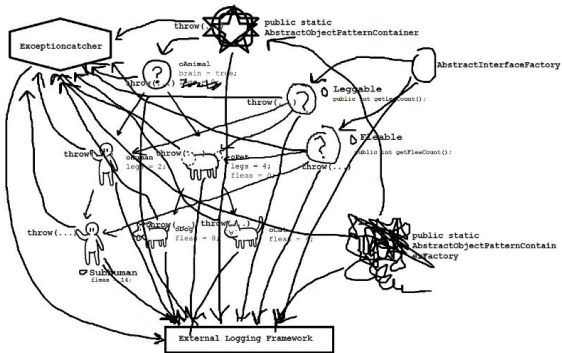 throw(...)
public static
AbstractObjectPatternContainer
Exceptioncatcher
oAnimal
brain = true;
throw(...)
AbstractInterfaceFactory
Leggable
public int getLegCount();
throw(...)
Fleable
public int getFleaCount();
throw(...)
throw
oHuman
legs = 2;
throw(...)
oPet
legs = 4;
fleas = 0;
throw(...)
SubHuman
fleas = 14;
throw(...)
oDog
fleas = 8;
throw(...)
oCat
fleas =
public static
AbstractObjectPatternContain
erFactory
External Logging Framework